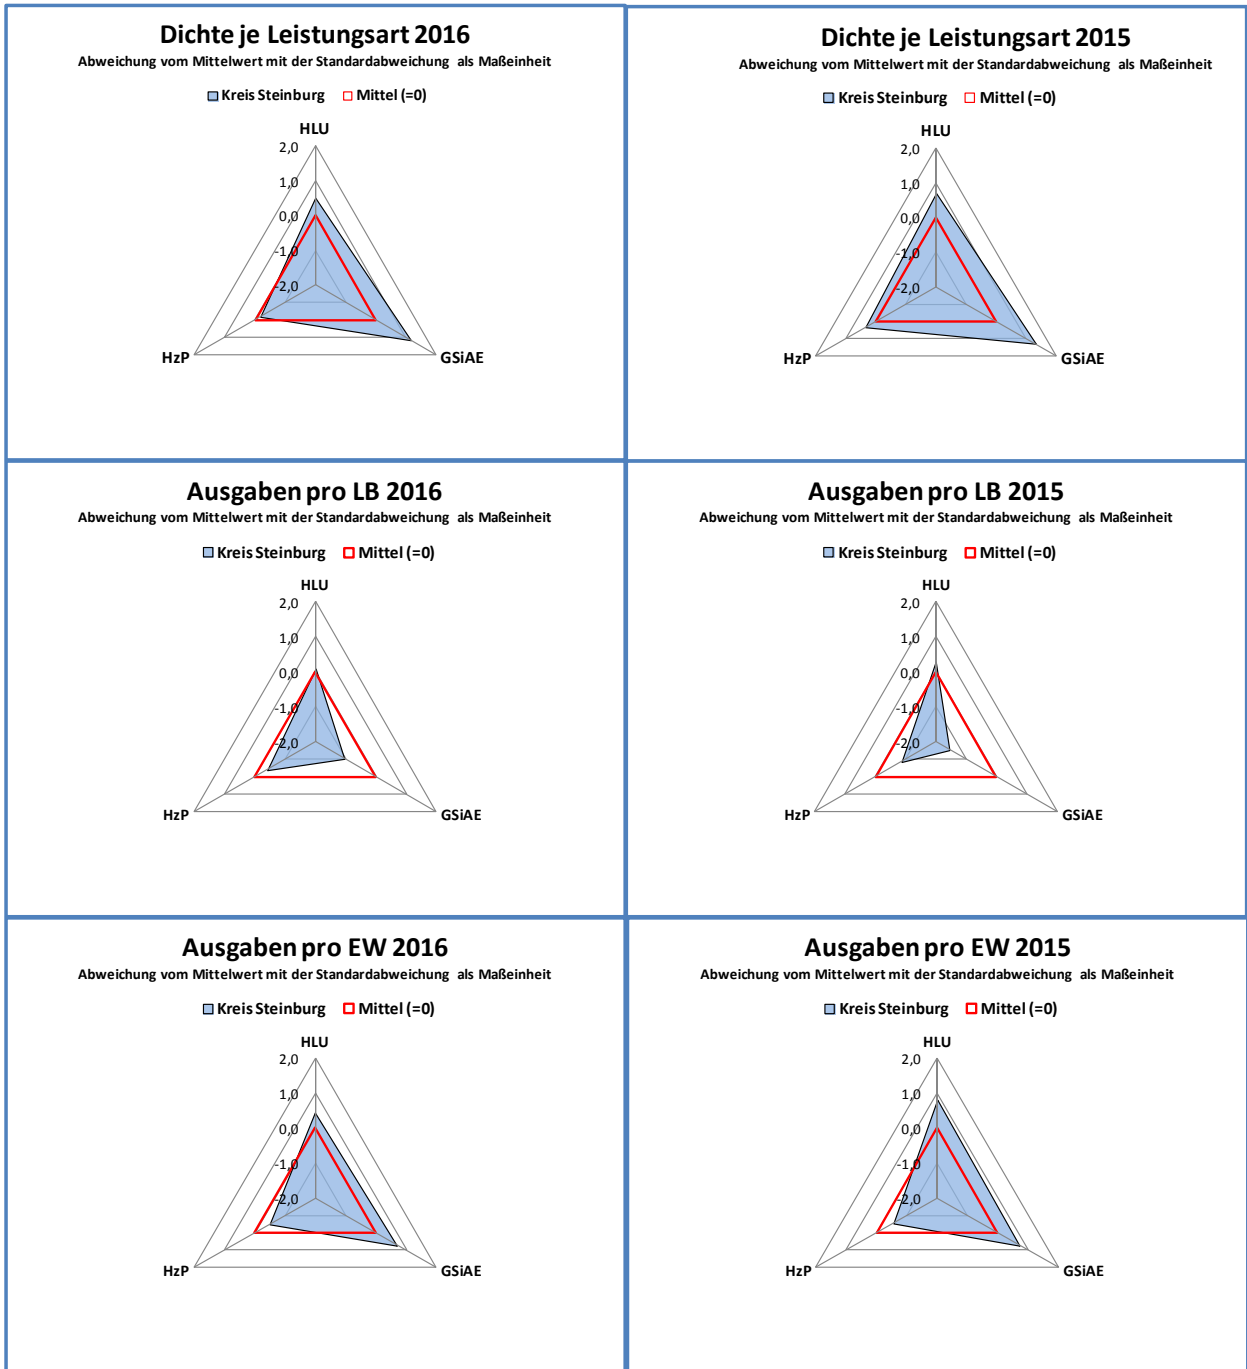 Dichte je Leistungsart 2016
Abweichung vom Mittelwert mit der Standardabweichung als Maßeinheit
Kreis Steinburg Mittel (=0)
HLU
2,0
1,0
0,0
-1,0
-2,0
HzP GSiAE
Dichte je Leistungsart 2015
Abweichung vom Mittelwert mit der Standardabweichung als Maßeinheit
Kreis Steinburg Mittel (=0)
HLU
2,0
1,0
0,0
-1,0
-2,0
HzP GSiAE
Ausgaben pro LB 2016
Abweichung vom Mittelwert mit der Standardabweichung als Maßeinheit
Kreis Steinburg Mittel (=0)
HLU
2,0
1,0
0,0
-1,0
-2,0
HzP GSiAE
Ausgaben pro LB 2015
Abweichung vom Mittelwert mit der Standardabweichung als Maßeinheit
Kreis Steinburg Mittel (=0)
HLU
2,0
1,0
0,0
-1,0
-2,0
HzP GSiAE
Ausgaben pro EW 2016
Abweichung vom Mittelwert mit der Standardabweichung als Maßeinheit
Kreis Steinburg Mittel (=0)
HLU
2,0
1,0
0,0
-1,0
-2,0
HzP GSiAE
Ausgaben pro EW 2015
Abweichung vom Mittelwert mit der Standardabweichung als Maßeinheit
Kreis Steinburg Mittel (=0)
HLU
2,0
1,0
0,0
-1,0
-2,0
HzP GSiAE